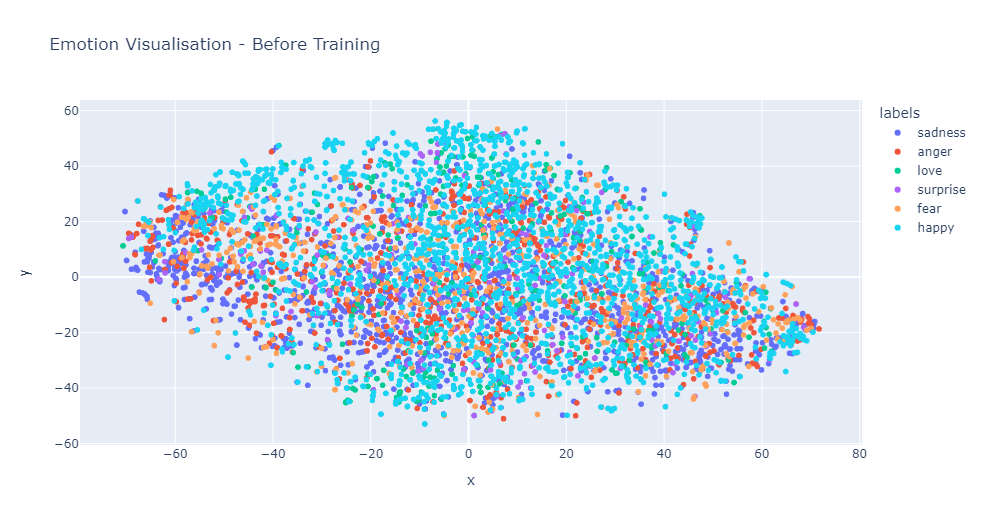 Emotion Visualisation - Before Training
labels
sadness
anger
love
surprise
fear
happy
60
40
20
0
−20
−40
−60
y
−60
−40
−20
0
20
40
60
80
x